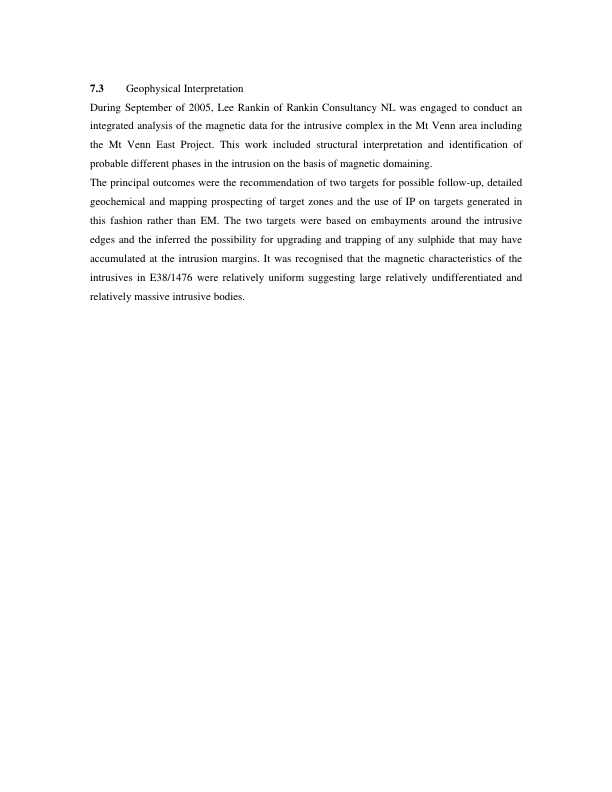 7.3 Geophysical Interpretation
During September of 2005, Lee Rankin of Rankin Consultancy NL was engaged to conduct an
integrated analysis of the magnetic data for the intrusive complex in the Mt Venn area including
the Mt Venn East Project. This work included structural interpretation and identification of
probable different phases in the intrusion on the basis of magnetic domaining.
The principal outcomes were the recommendation of two targets for possible follow-up, detailed
geochemical and mapping prospecting of target zones and the use of IP on targets generated in
this fashion rather than EM. The two targets were based on embayments around the intrusive
edges and the inferred the possibility for upgrading and trapping of any sulphide that may have
accumulated at the intrusion margins. It was recognised that the magnetic characteristics of the
intrusives in E38/1476 were relatively uniform suggesting large relatively undifferentiated and
relatively massive intrusive bodies.